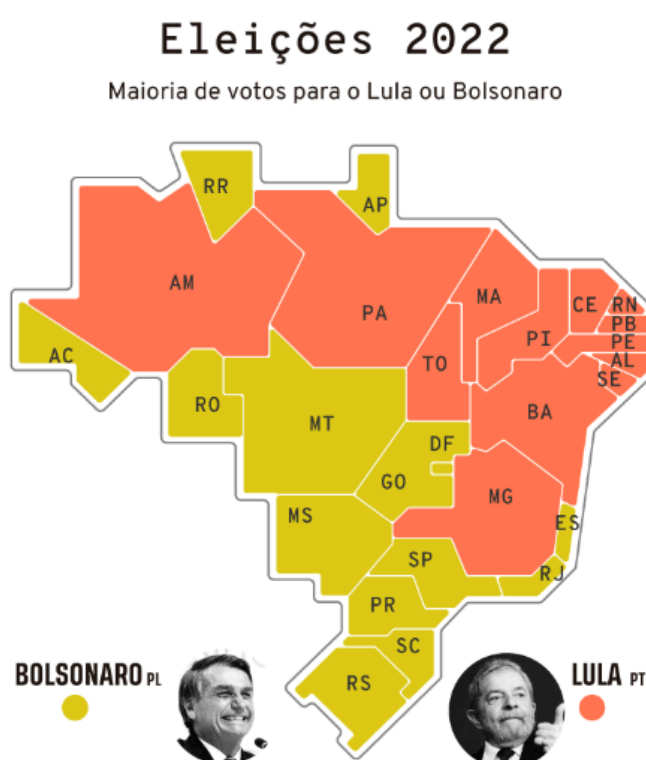 Eleições 2022
Maioria de votos para o Lula ou Bolsonaro
RR
AP
AM
PA
MA
CE
RN
PB
PI
PE
AL
SE
AC
TO
RO
MT
BA
DF
GO
MG
MS
ES
SP
RJ
PR
SC
RS
BOLSONARO PL
LULA PT